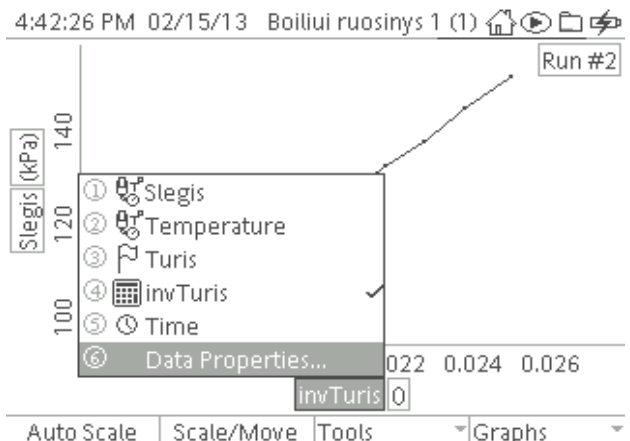 4:42:26 PM 02/15/13 Boiliui ruosinys 1 (1)
Run #2
Slegis (kPa)
140
120
100
① Slegis
② Temperature
③ Turis
④ invTuris
⑤ Time
⑥ Data Properties...
022 0.024 0.026
invTuris ()
Auto Scale Scale/Move Tools Graphs